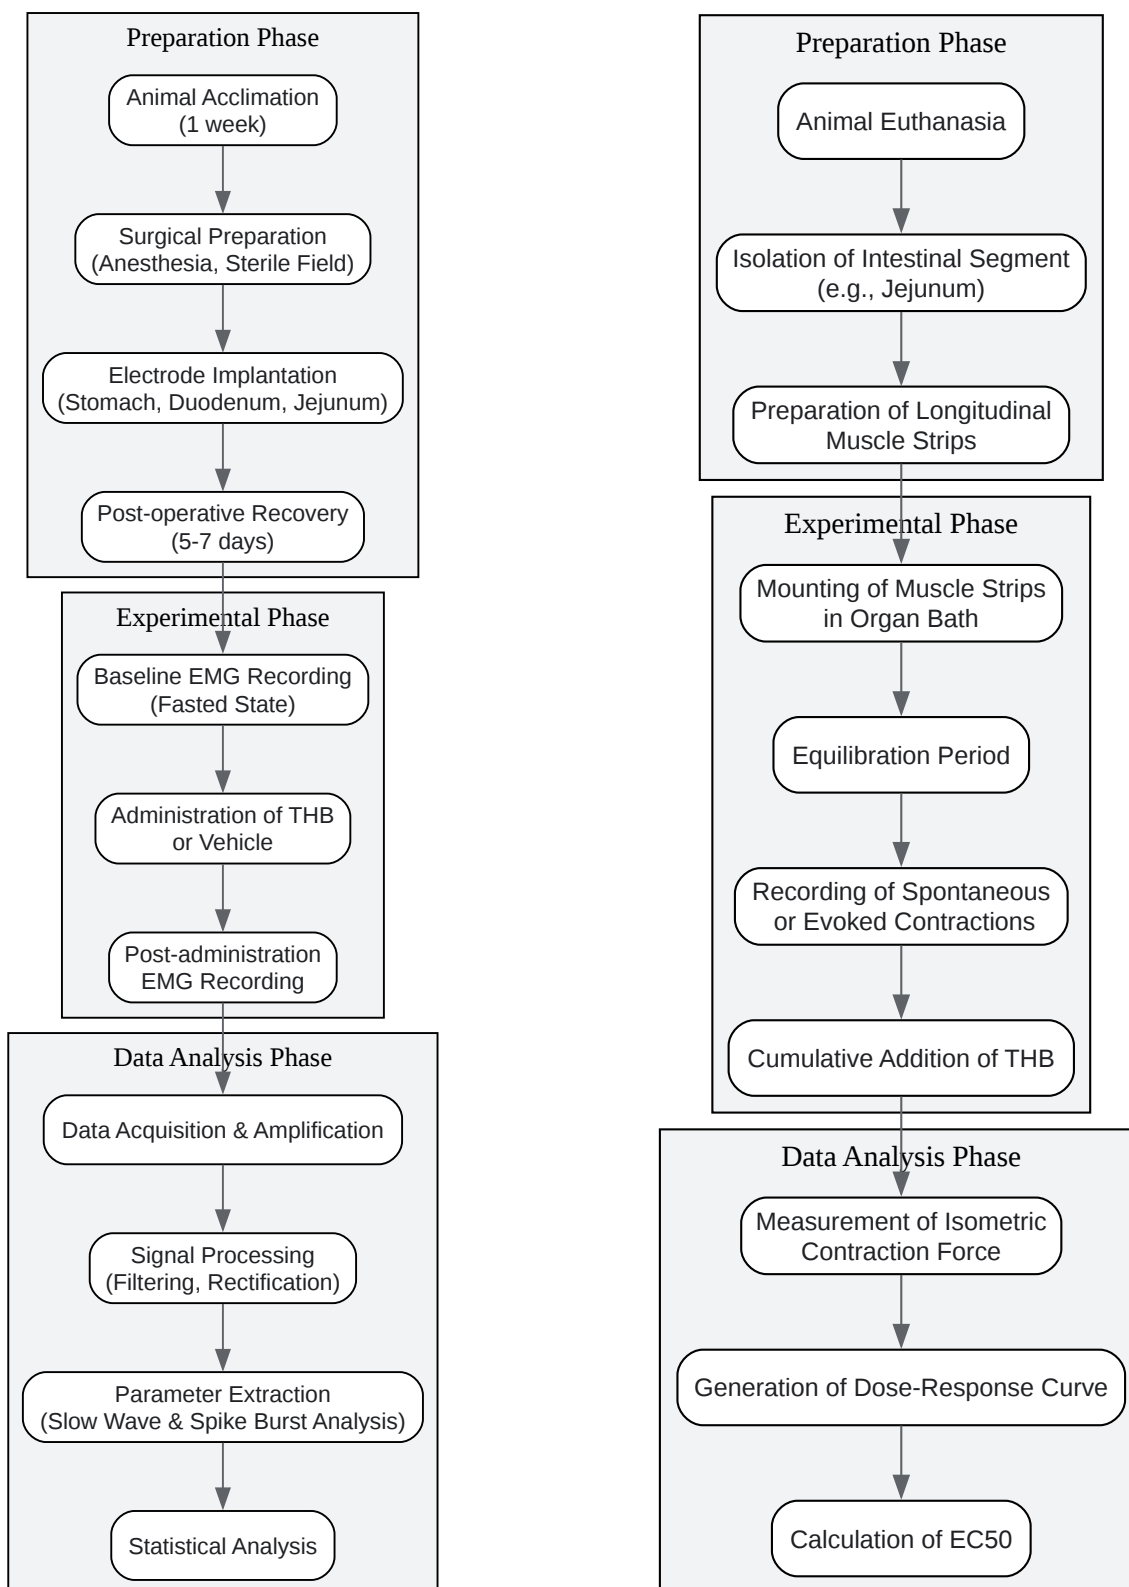 Preparation Phase
Animal Acclimation
(1 week)
Surgical Preparation
(Anesthesia, Sterile Field)
Electrode Implantation
(Stomach, Duodenum, Jejunum)
Post-operative Recovery
(5-7 days)
Experimental Phase
Baseline EMG Recording
(Fasted State)
Administration of THB
or Vehicle
Post-administration
EMG Recording
Data Analysis Phase
Data Acquisition & Amplification
Signal Processing
(Filtering, Rectification)
Parameter Extraction
(Slow Wave & Spike Burst Analysis)
Statistical Analysis
Preparation Phase
Animal Euthanasia
Isolation of Intestinal Segment
(e.g., Jejunum)
Preparation of Longitudinal
Muscle Strips
Experimental Phase
Mounting of Muscle Strips
in Organ Bath
Equilibration Period
Recording of Spontaneous
or Evoked Contractions
Cumulative Addition of THB
Data Analysis Phase
Measurement of Isometric
Contraction Force
Generation of Dose-Response Curve
Calculation of EC50